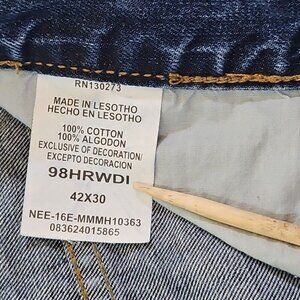 RN130273
MADE IN LESOTHO
HECHO EN LESOTHO
100% COTTON
100% ALGODON
EXCLUSIVE OF DECORATION/
EXCEPTO DECORACION
98HRWDI
42X30
NEE-16E-MMMH10363
083624015865